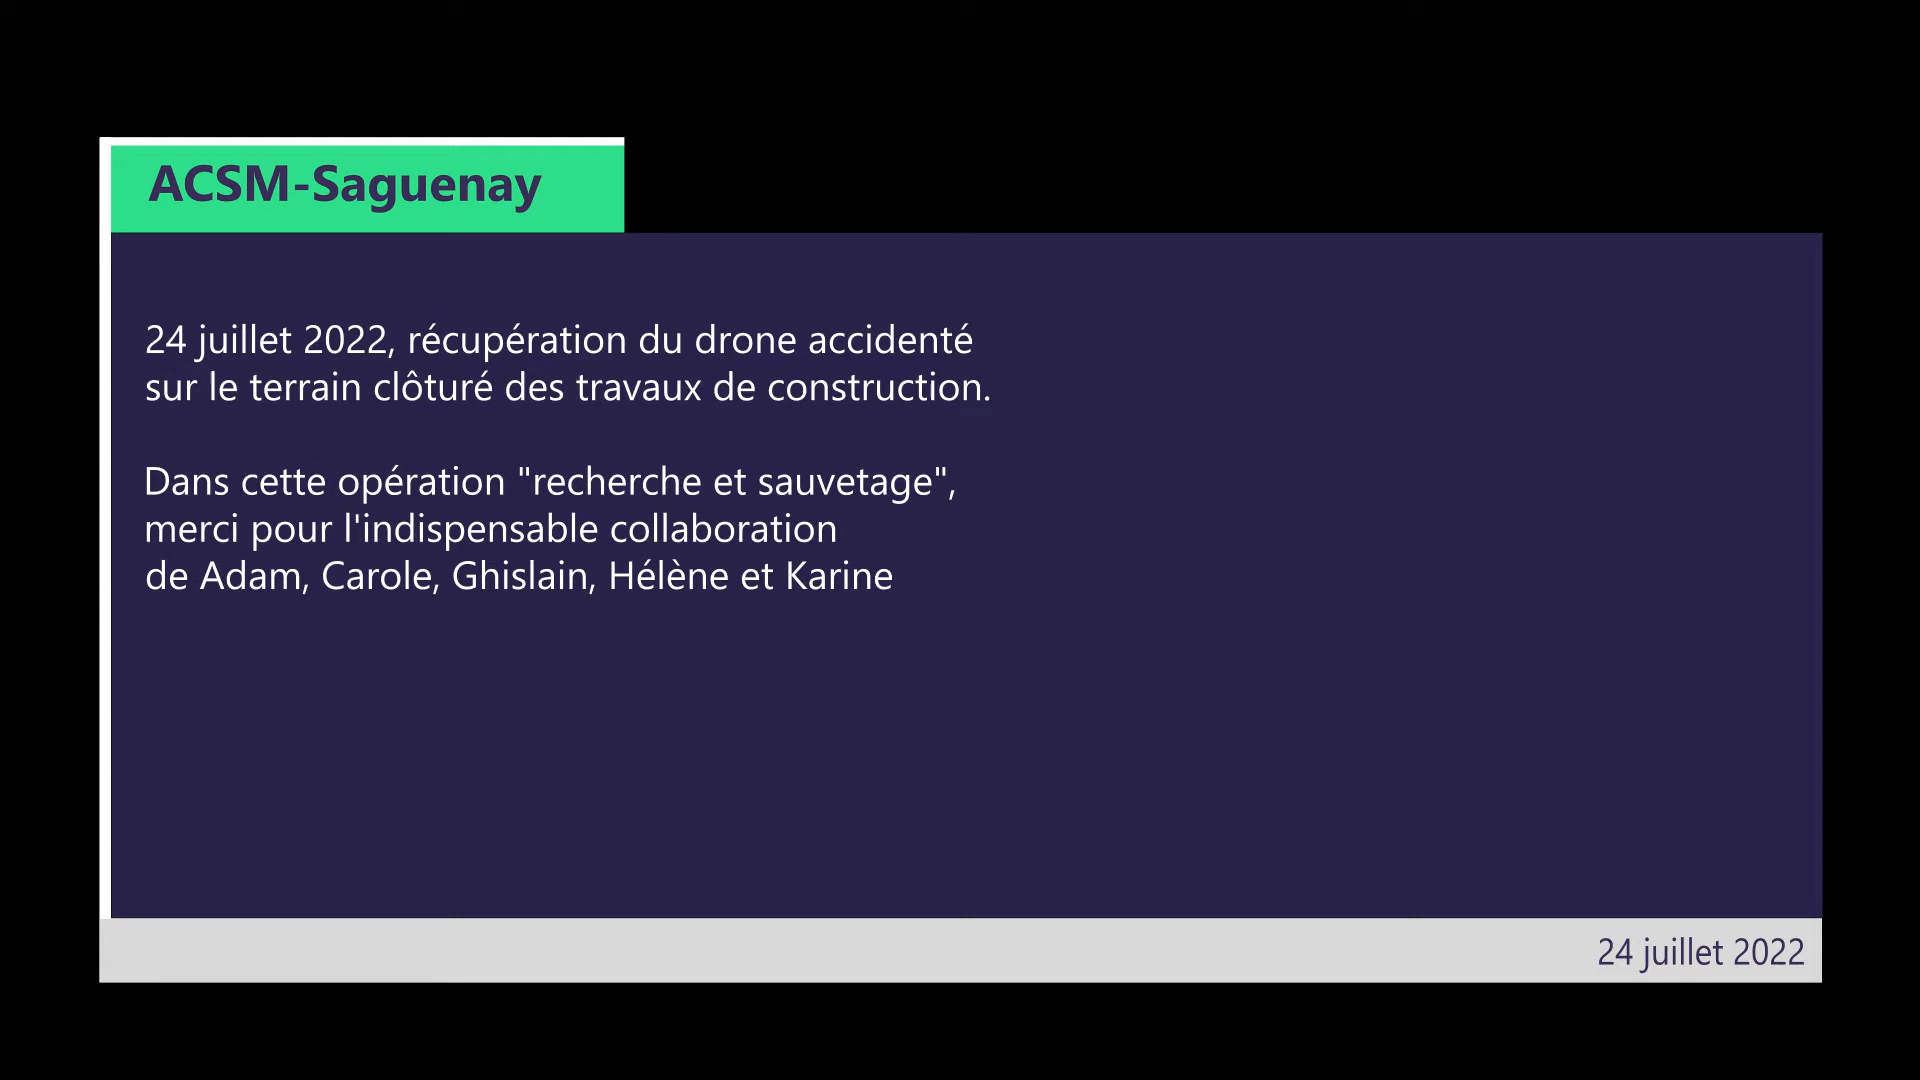 ACSM-Saguenay
24 juillet 2022, récupération du drone accidenté
sur le terrain clôturé des travaux de construction.
Dans cette opération "recherche et sauvetage",
merci pour l'indispensable collaboration
de Adam, Carole, Ghislain, Hélène et Karine
24 juillet 2022